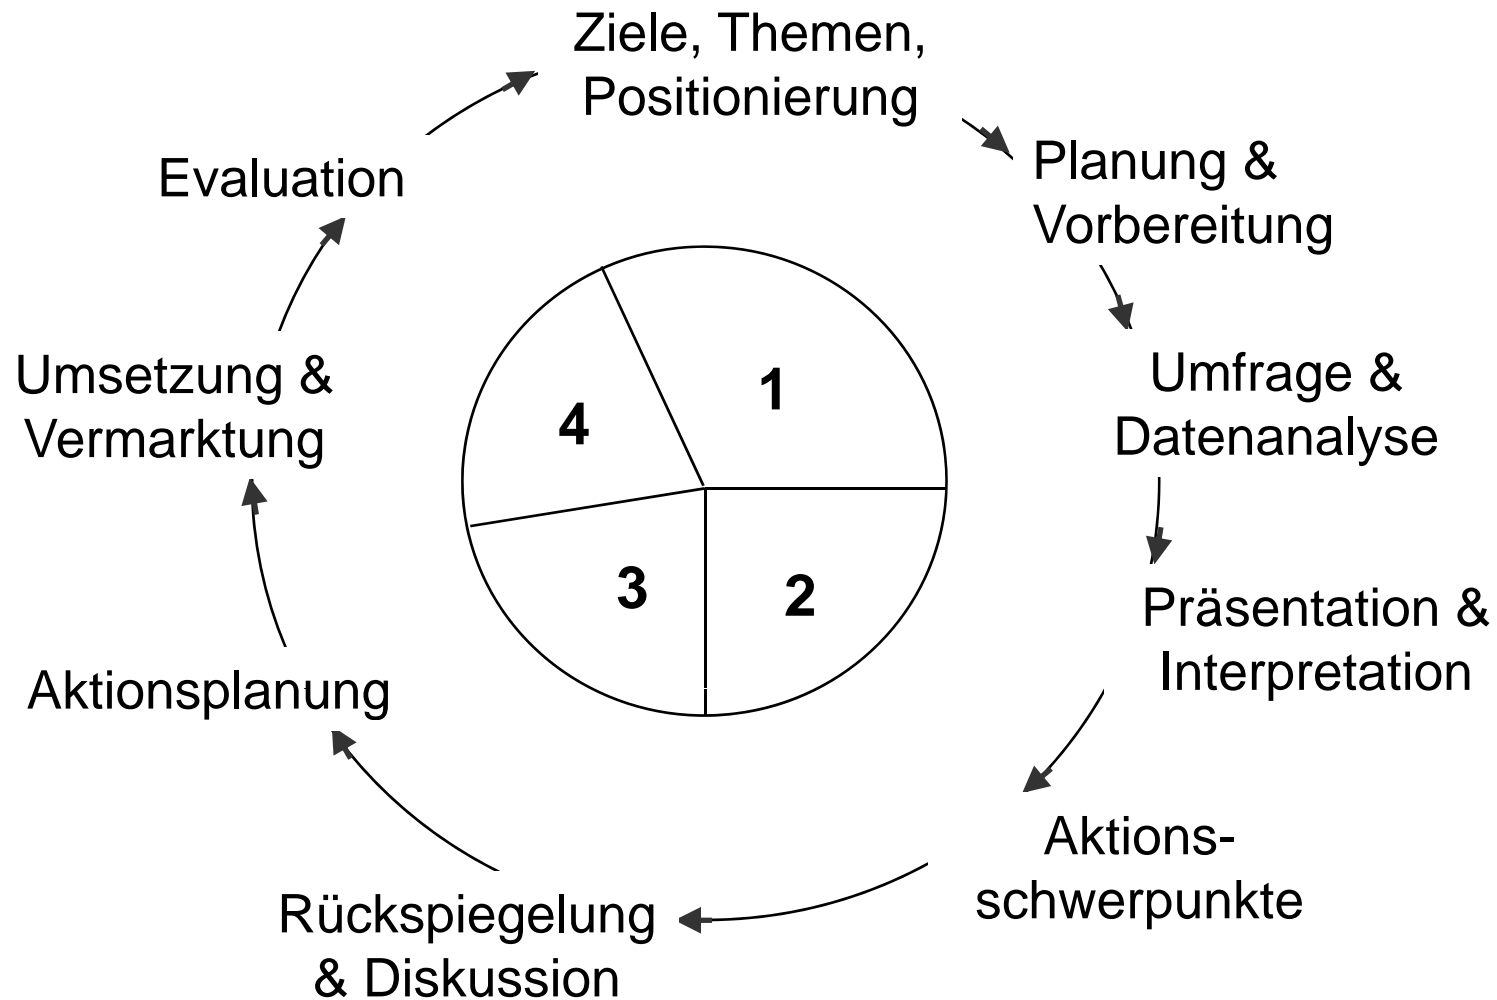 Ziele, Themen,
Positionierung
Planung &
Vorbereitung
Umfrage &
Datenanalyse
Präsentation &
Interpretation
Aktions-
schwerpunkte
Rückspiegelung
& Diskussion
Aktionsplanung
Umsetzung &
Vermarktung
Evaluation
1
2
3
4